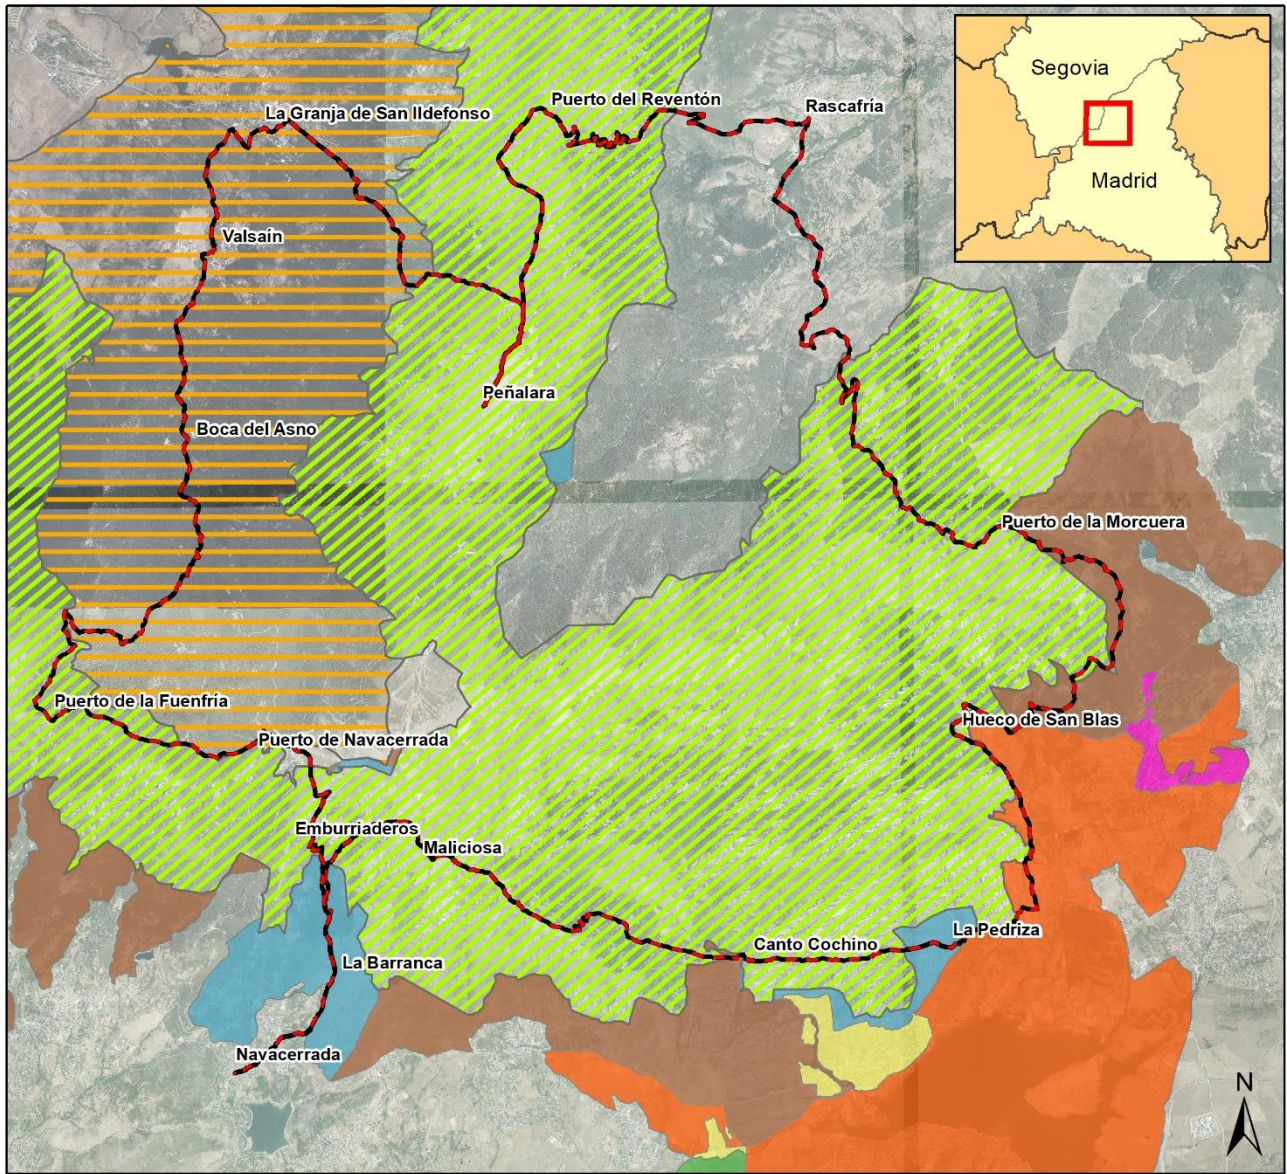 Segovia
Madrid
Puerto del Reventón
Rascafría
La Granja de San Ildefonso
Valsaín
Peñalara
Boca del Asno
Puerto de la Morcuera
Puerto de la Fuenfría
Hueco de San Blas
Puerto de Navacerrada
Emburriaderos
Maliciosa
La Pedriza
Canto Cochino
La Barranca
Navacerrada
N